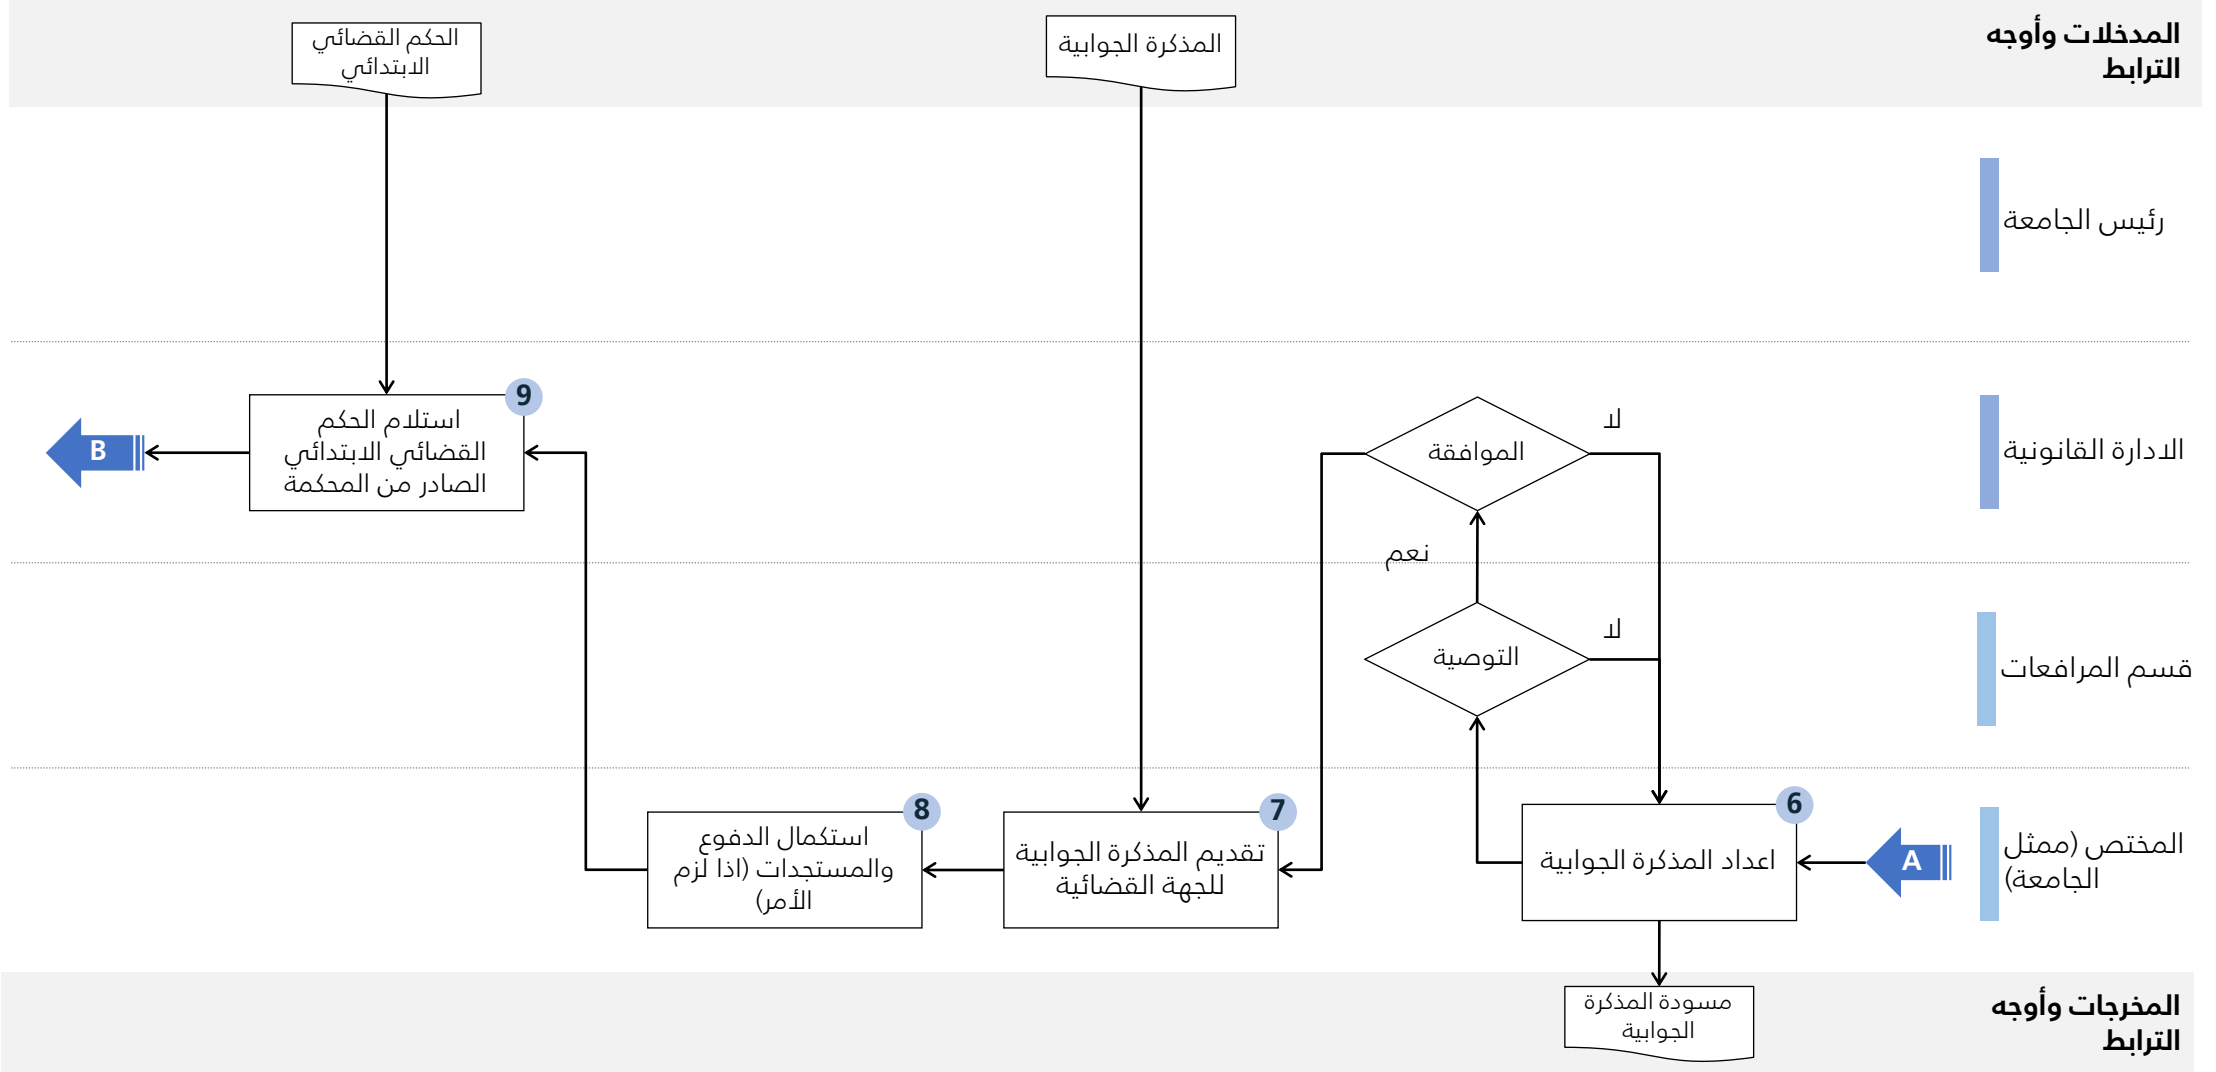 المدخلات وأوجه
الترابط
المذكرة الجوابية
الحكم القضائي
الابتدائي
رئيس الجامعة
الادارة القانونية
لا
الموافقة
نعم
9
استلام الحكم
القضائي الابتدائي
الصادر من المحكمة
B
قسم المرافعات
لا
التوصية
المختص (ممثل
الجامعة)
A
6
اعداد المذكرة الجوابية
7
تقديم المذكرة الجوابية
للجهة القضائية
8
استكمال الدفوع
والمستجدات (اذا لزم
الأمر)
المخرجات وأوجه
الترابط
مسودة المذكرة
الجوابية